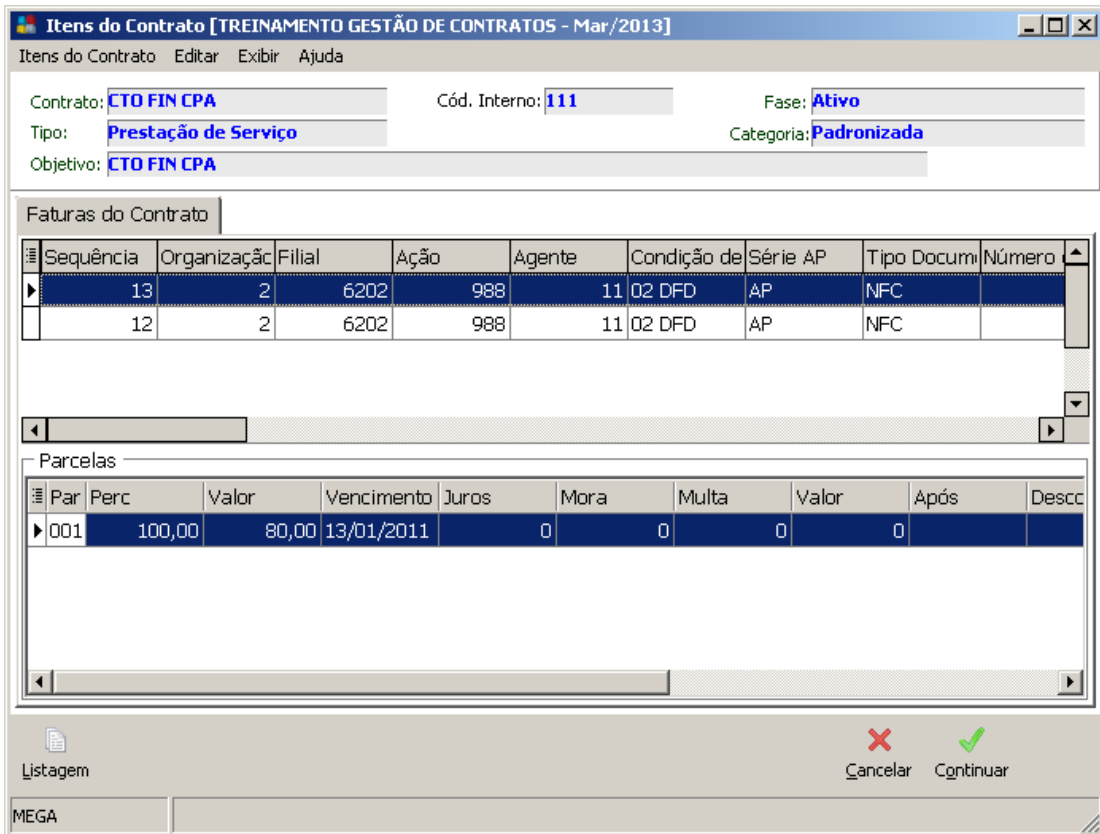 Itens do Contrato [TREINAMENTO GESTÃO DE CONTRATOS - Mar/2013]
Itens do Contrato Editar Exibir Ajuda
Contrato: CTO FIN CPA Cód. Interno: 111 Fase: Ativo
Tipo: Prestação de Serviço Categoria: Padronizada
Objetivo: CTO FIN CPA
Faturas do Contrato
Sequência Organizaçãc Filial Ação Agente Condição de Série AP Tipo Docum Número
13 2 6202 988 11 02 DFD AP NFC
12 2 6202 988 11 02 DFD AP NFC
Parcelas
Par Perc Valor Vencimento Juros Mora Multa Valor Após Descc
001 100,00 80,00 13/01/2011 0 0 0 0
Listagem Cancelar Continuar
MEGA